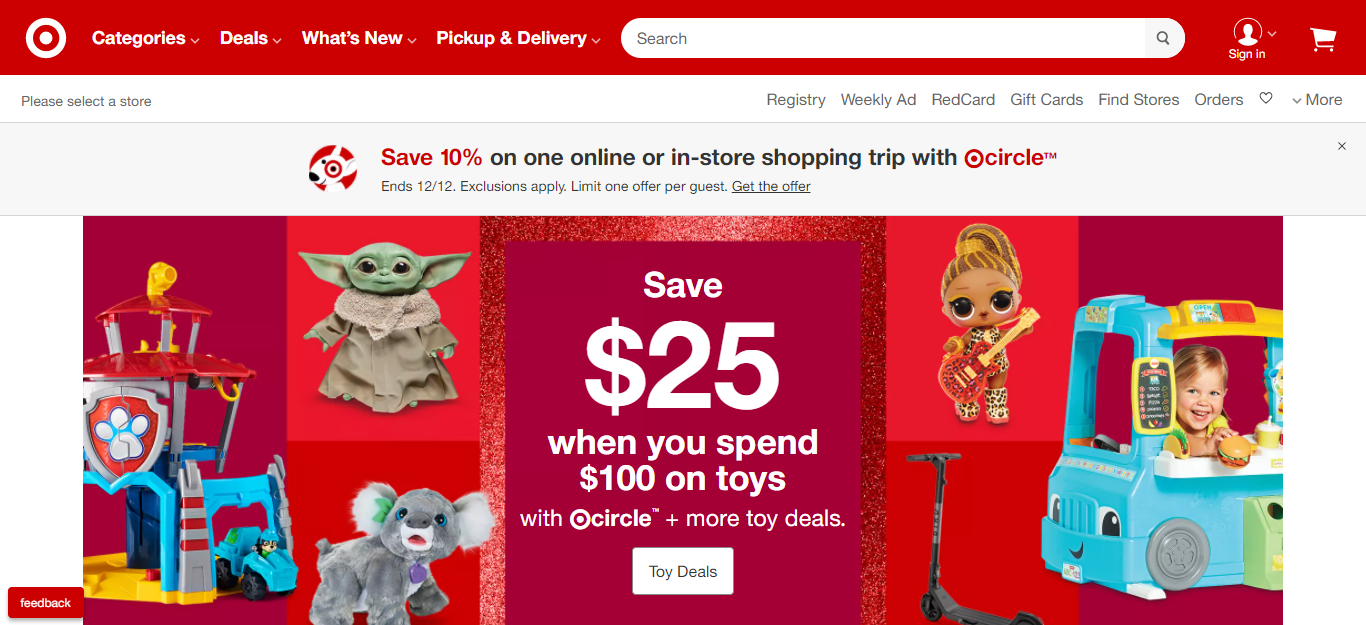 Categories Deals What's New Pickup & Delivery Search Sign in
Please select a store Registry Weekly Ad RedCard Gift Cards Find Stores Orders More
Save 10% on one online or in-store shopping trip with circle™
Ends 12/12. Exclusions apply. Limit one offer per guest. Get the offer
Save
$25
when you spend
$100 on toys
with circle™ + more toy deals.
Toy Deals
OPEN
TACO
PIZZA
feedback